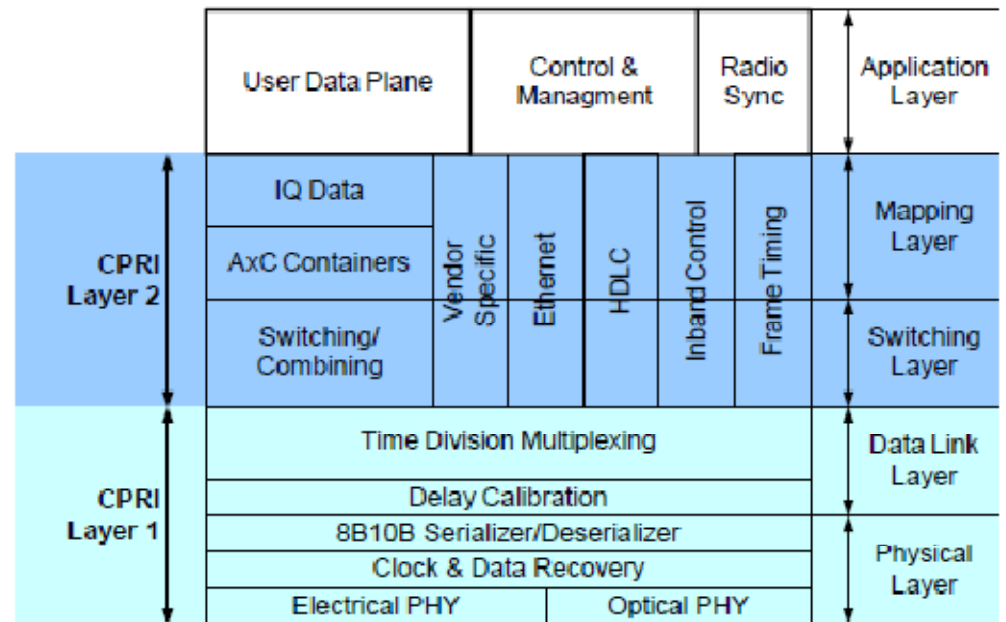 User Data Plane
Control &
Managment
Radio
Sync
Application
Layer
CPRI
Layer 2
IQ Data
AxC Containers
Switching/
Combining
Vendor
Specific
Ethernet
HDLC
Inband Control
Frame Timing
Mapping
Layer
Switching
Layer
CPRI
Layer 1
Time Division Multiplexing
Delay Calibration
8B10B Serializer/Deserializer
Clock & Data Recovery
Electrical PHY
Optical PHY
Data Link
Layer
Physical
Layer